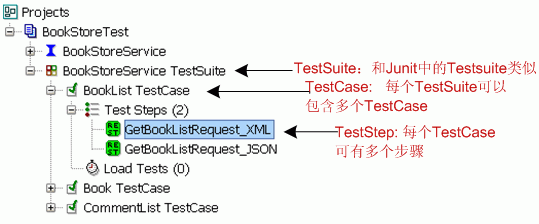 Projects
BookStoreTest
BookStoreService
BookStoreService TestSuite
TestSuite：和Junit中的Testsuite类似
BookList TestCase
TestCase: 每个TestSuite可以
包含多个TestCase
Test Steps (2)
GetBookListRequest_XML
TestStep: 每个TestCase
可有多个步骤
GetBookListRequest_JSON
Load Tests (0)
Book TestCase
CommentList TestCase